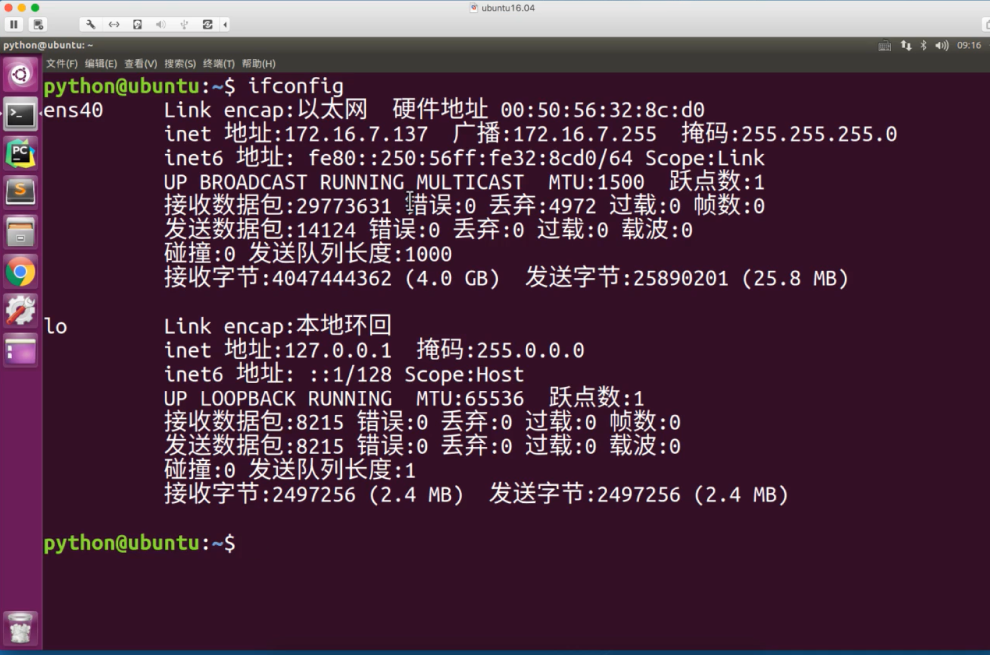 ubuntu16.04
python@ubuntu: ~
09:16
文件(F) 编辑(E) 查看(V) 搜索(S) 终端(T) 帮助(H)
python@ubuntu:~$ ifconfig
ens40 Link encap:以太网 硬件地址 00:50:56:32:8c:d0
inet 地址:172.16.7.137 广播:172.16.7.255 掩码:255.255.255.0
inet6 地址: fe80::250:56ff:fe32:8cd0/64 Scope:Link
UP BROADCAST RUNNING MULTICAST MTU:1500 跃点数:1
接收数据包:29773631 错误:0 丢弃:4972 过载:0 帧数:0
发送数据包:14124 错误:0 丢弃:0 过载:0 载波:0
碰撞:0 发送队列长度:1000
接收字节:4047444362 (4.0 GB) 发送字节:25890201 (25.8 MB)
lo Link encap:本地环回
inet 地址:127.0.0.1 掩码:255.0.0.0
inet6 地址: ::1/128 Scope:Host
UP LOOPBACK RUNNING MTU:65536 跃点数:1
接收数据包:8215 错误:0 丢弃:0 过载:0 帧数:0
发送数据包:8215 错误:0 丢弃:0 过载:0 载波:0
碰撞:0 发送队列长度:1
接收字节:2497256 (2.4 MB) 发送字节:2497256 (2.4 MB)
python@ubuntu:~$
PC
S